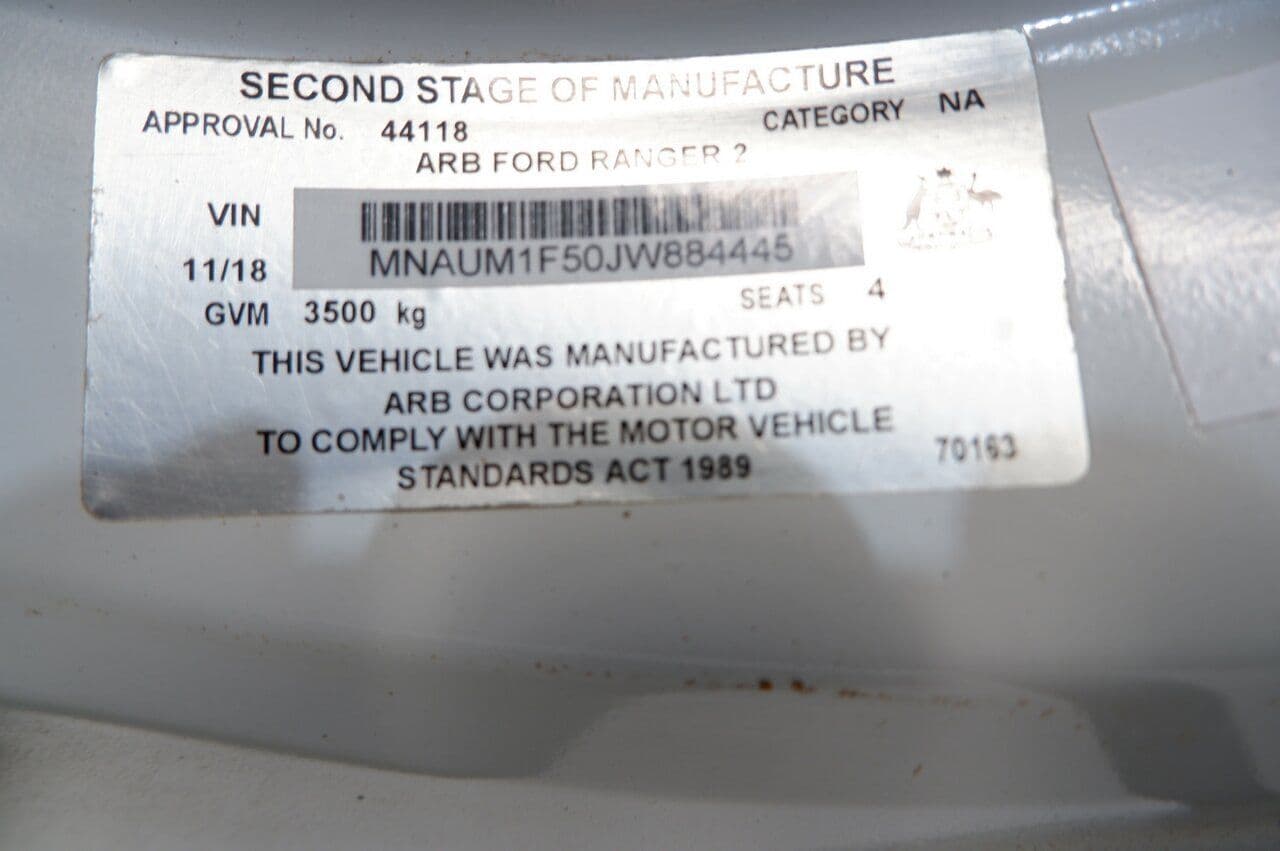 SECOND STAGE OF MANUFACTURE
APPROVAL No. 44118 CATEGORY NA
ARB FORD RANGER 2
VIN
MNAUM1F50JW884445
11/18
GVM 3500 kg SEATS 4
THIS VEHICLE WAS MANUFACTURED BY
ARB CORPORATION LTD
TO COMPLY WITH THE MOTOR VEHICLE
STANDARDS ACT 1989
70163